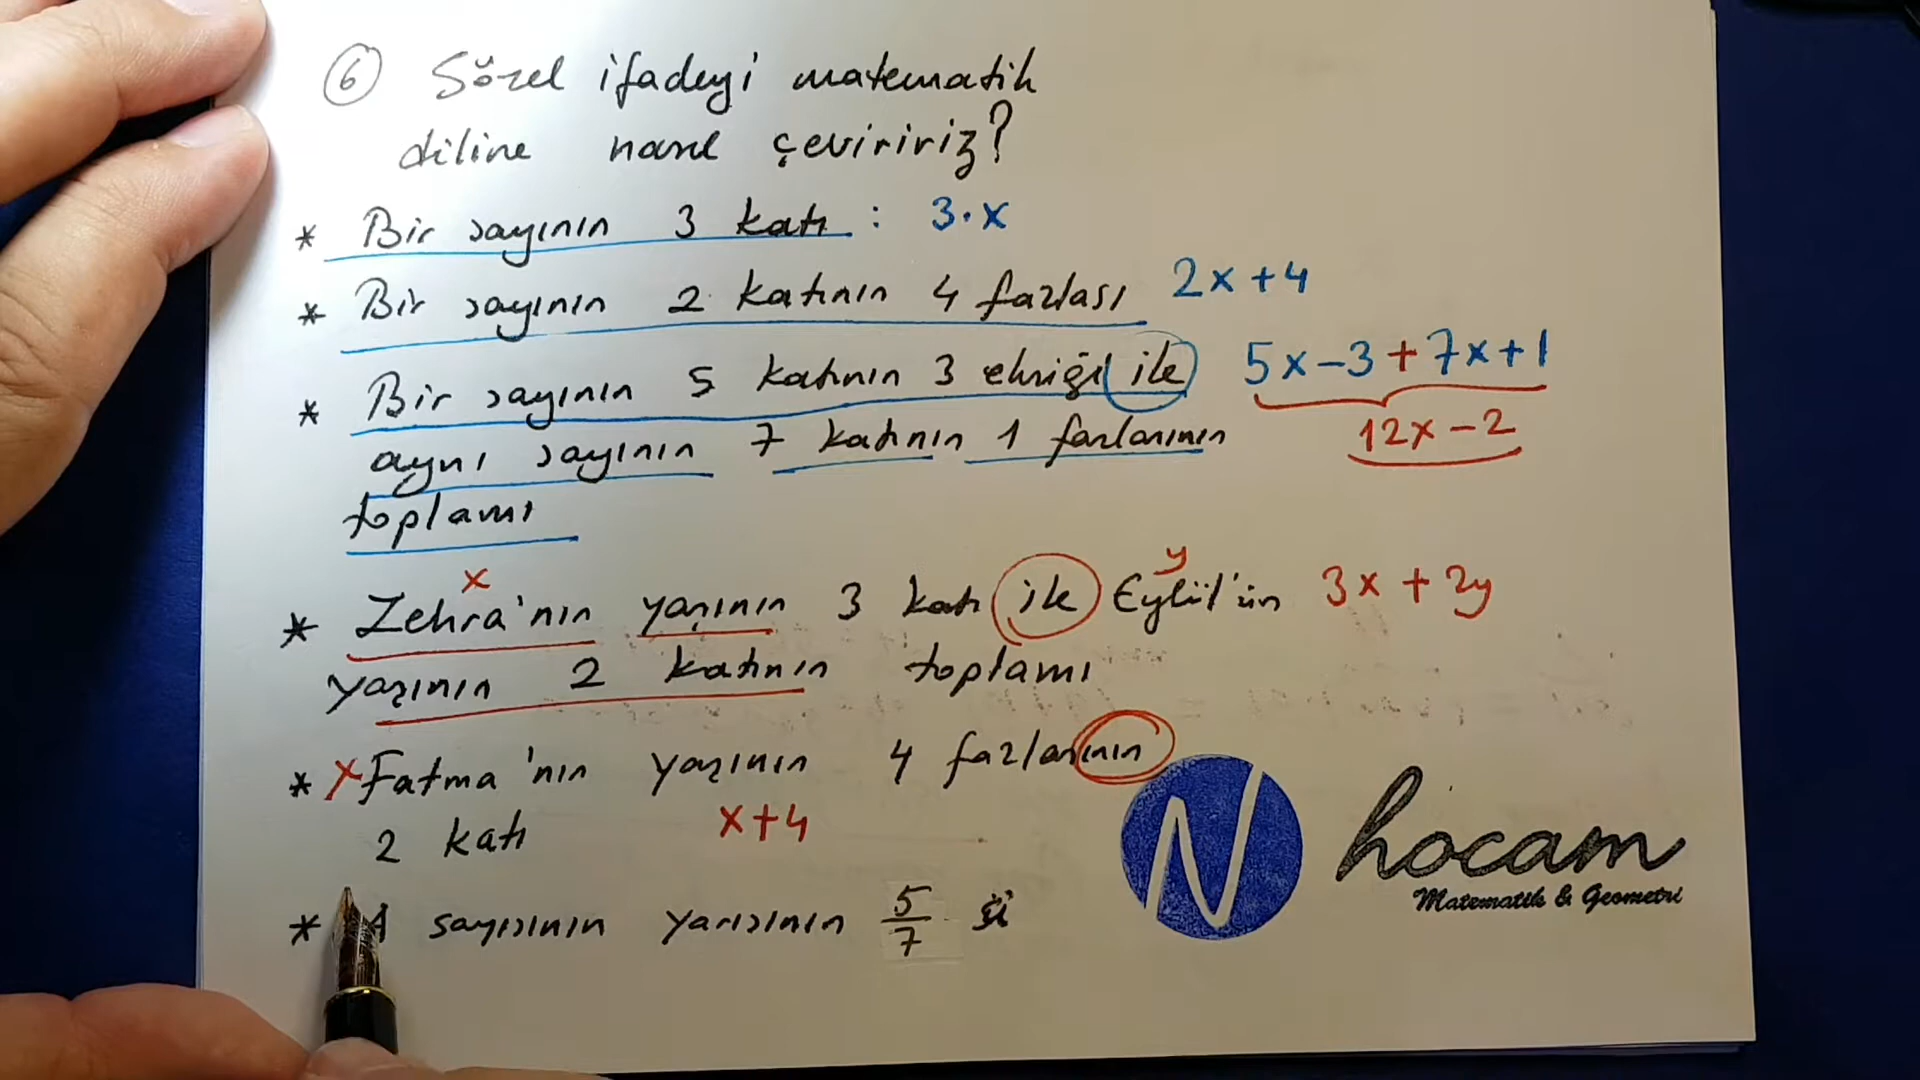 6 Sözel ifadeyi matematik
diline nasıl çeviririz?
* Bir sayının 3 katı : 3·x
* Bir sayının 2 katının 4 fazlası 2x+4
* Bir sayının 5 katının 3 eksiği ile 5x-3+7x+1
aynı sayının 7 katının 1 fazlasının 12x-2
toplamı
x y
* Zehra'nın yaşının 3 katı ile Eylül'ün 3x + 2y
yaşının 2 katının toplamı
* x Fatma'nın yaşının 4 fazlasının
2 katı x+4
* A sayısının yarısının 5/7 si
N hocam
Matematik & Geometri